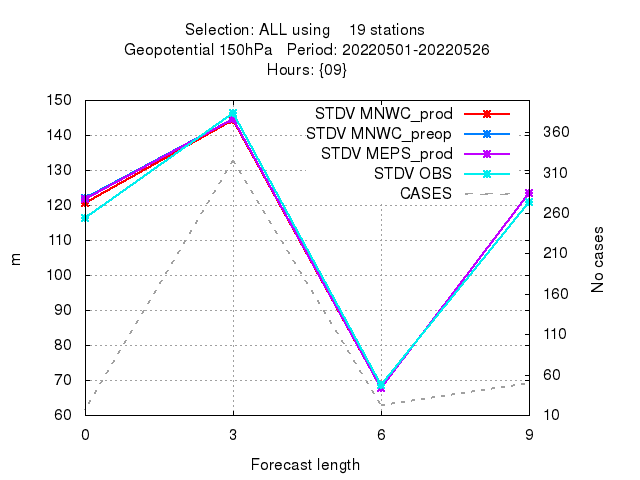 Selection: ALL using 19 stations
Geopotential 150hPa Period: 20220501-20220526
Hours: {09}
STDV MNWC_prod
STDV MNWC_preop
STDV MEPS_prod
STDV OBS
CASES
150
140
130
120
110
100
90
80
70
60
m
360
310
260
210
160
110
60
10
No cases
0 3 6 9
Forecast length